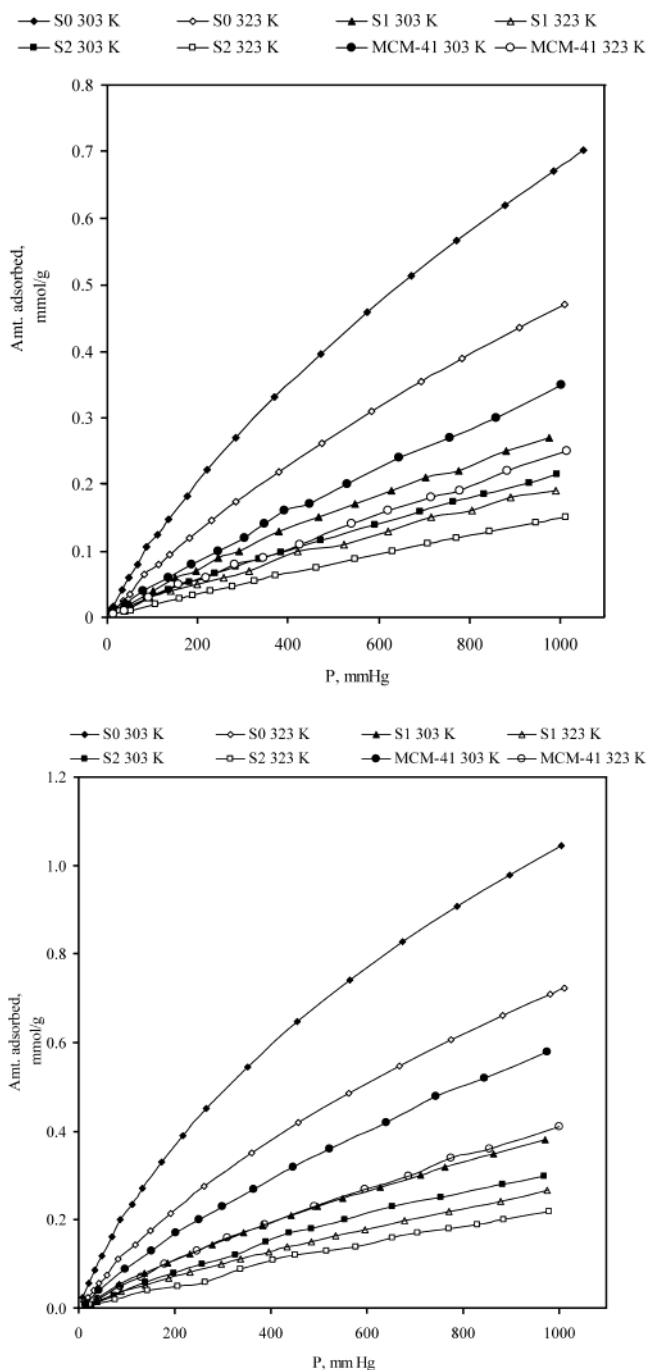 S0 303 K S0 323 K S1 303 K S1 323 K
S2 303 K S2 323 K MCM-41 303 K MCM-41 323 K
0.8
0.7
0.6
0.5
0.4
0.3
0.2
0.1
0
Amt. adsorbed,
mmol/g
0 200 400 600 800 1000
P, mmHg
S0 303 K S0 323 K S1 303 K S1 323 K
S2 303 K S2 323 K MCM-41 303 K MCM-41 323 K
1.2
1.0
0.8
0.6
0.4
0.2
0.0
Amt. adsorbed,
mmol/g
0 200 400 600 800 1000
P, mm Hg